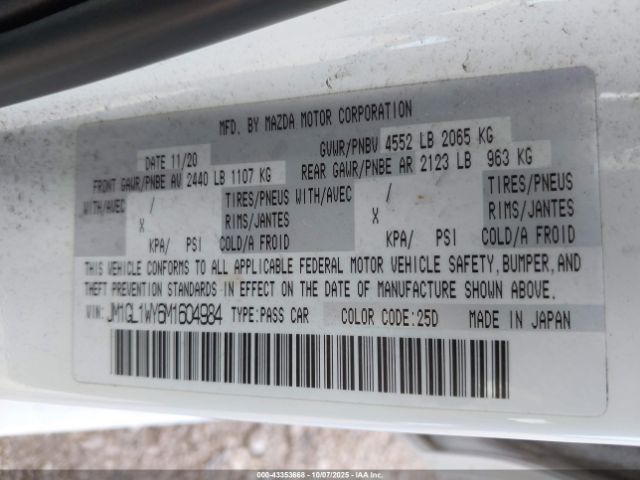 MFD. BY MAZDA MOTOR CORPORATION
DATE 11/20 GVWR/PNBV 4552 LB 2065 KG
FRONT GAWR/PNBE AV 2440 LB 1107 KG REAR GAWR/PNBE AR 2123 LB 963 KG
WITH/AVEC / TIRES/PNEUS WITH/AVEC / TIRES/PNEUS
X RIMS/JANTES X RIMS/JANTES
KPA/ PSI COLD/A FROID KPA/ PSI COLD/A FROID
THIS VEHICLE CONFORMS TO ALL APPLICABLE FEDERAL MOTOR VEHICLE SAFETY, BUMPER, AND
THEFT PREVENTION STANDARDS IN EFFECT ON THE DATE OF MANUFACTURE SHOWN ABOVE.
VIN: JM1GL1WY6M1604984 TYPE:PASS CAR COLOR CODE:25D MADE IN JAPAN
000-43353668 - 10/07/2025 - IAAI.COM